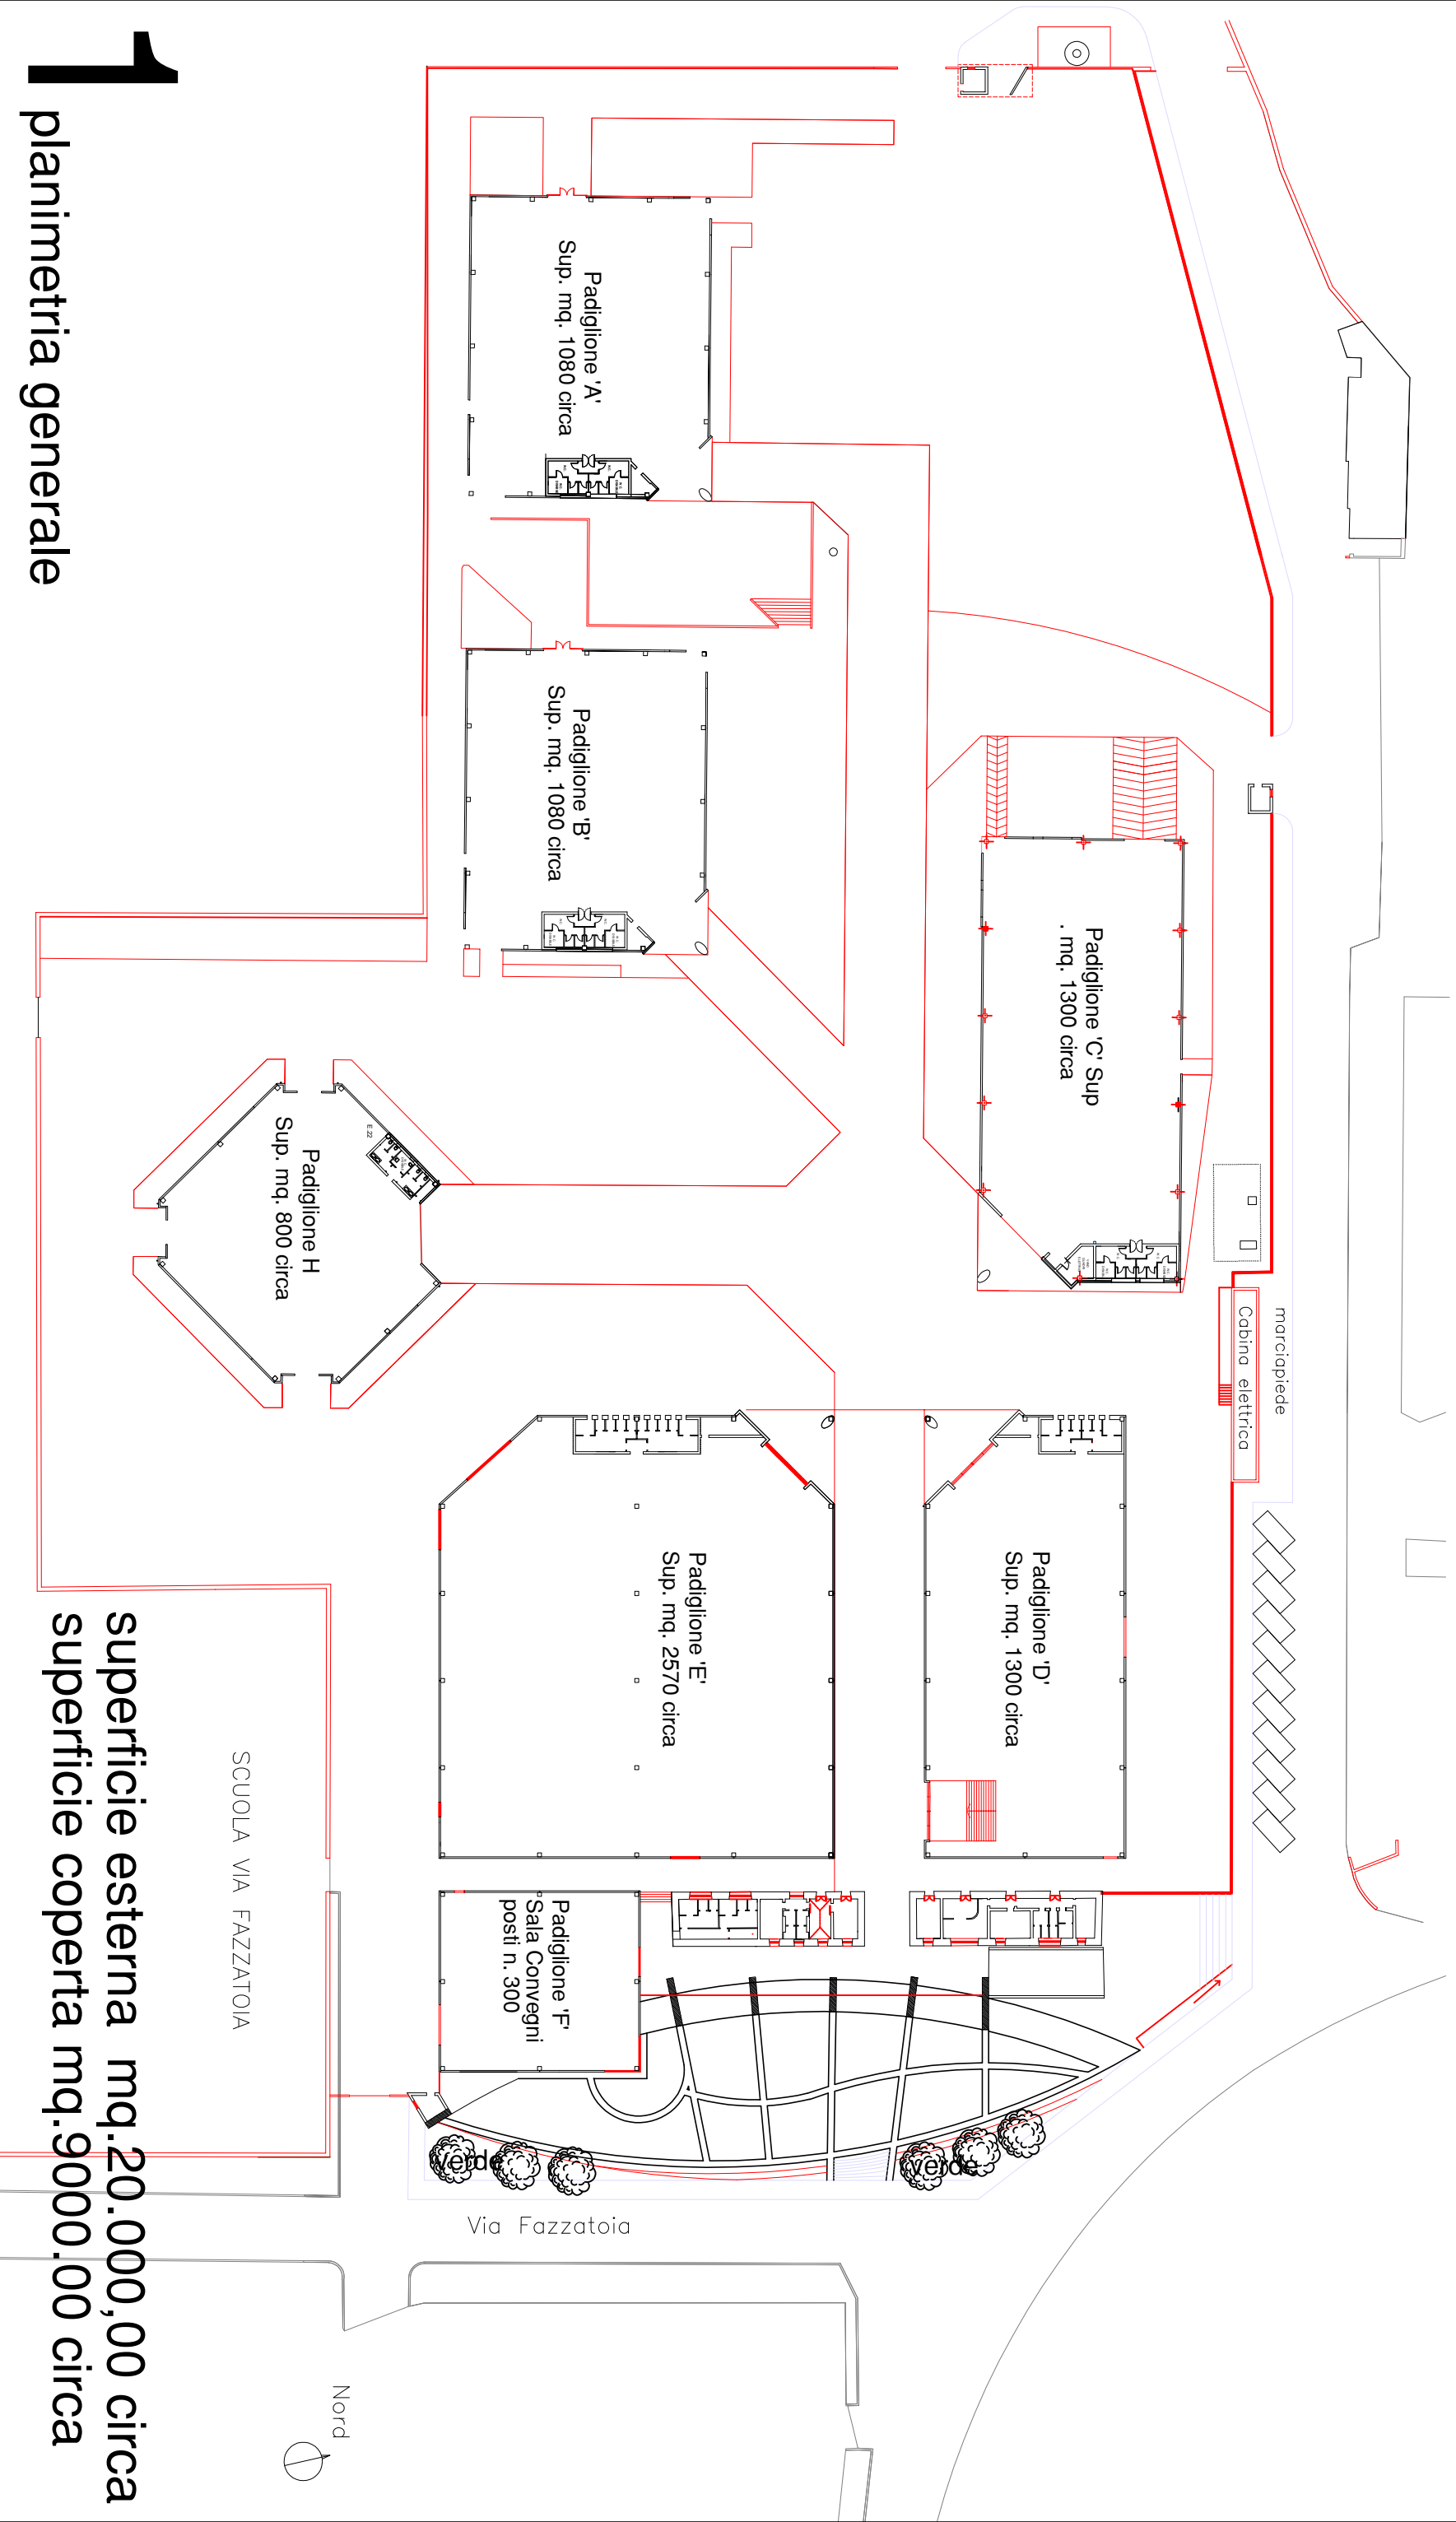 1
planimetria generale
Padiglione 'A'
Sup. mq. 1080 circa
Padiglione 'B'
Sup. mq. 1080 circa
Padiglione 'C' Sup
. mq. 1300 circa
Padiglione H
Sup. mq. 800 circa
E 22
marciapiede
Cabina elettrica
Padiglione 'D'
Sup. mq. 1300 circa
Padiglione 'E'
Sup. mq. 2570 circa
Padiglione 'F'
Sala Convegni
posti n. 300
SCUOLA VIA FAZZATOIA
verde
verde
Via Fazzatoia
Nord
superficie esterna mq.20.000,00 circa
superficie coperta mq.9000.00 circa